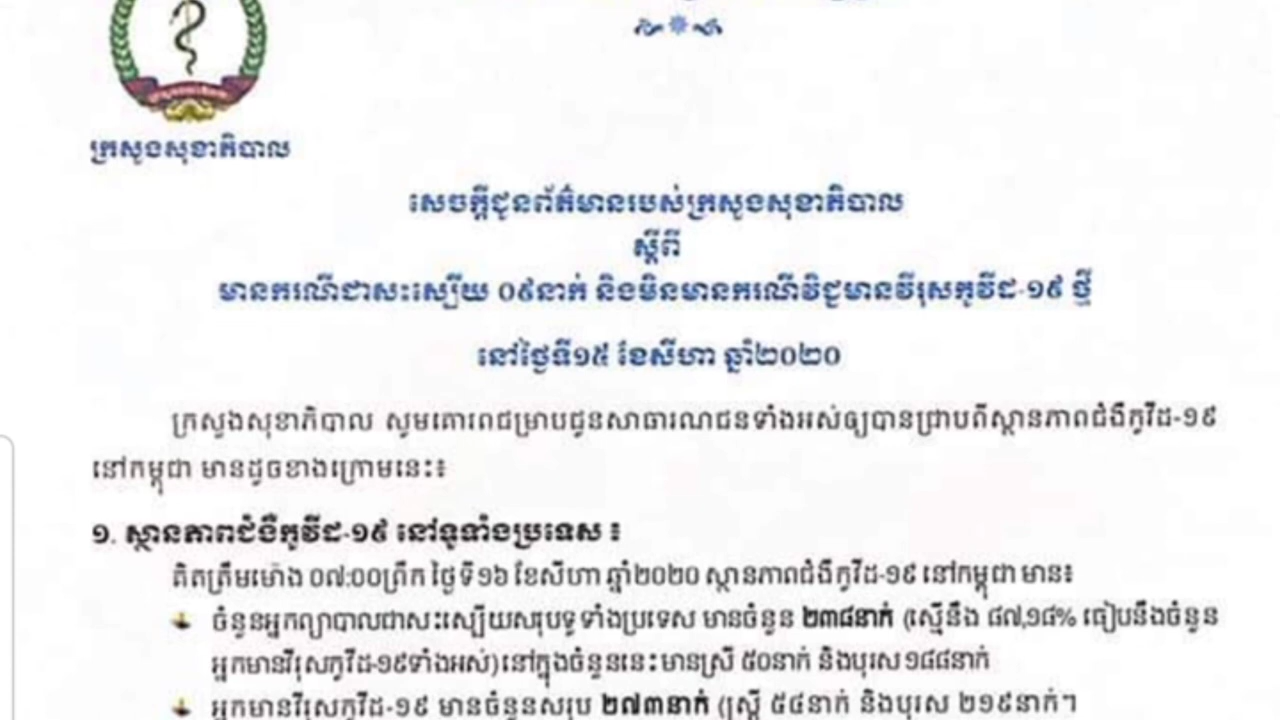 ក្រសួងសុខាភិបាល
សេចក្តីជូនព័ត៌មានរបស់ក្រសួងសុខាភិបាល
ស្តីពី
មានករណីជាសះស្បើយ ០៩នាក់ និងមិនមានករណីវិជ្ជមានវីរុសកូវីដ-១៩ ថ្មី
នៅថ្ងៃទី១៥ ខែសីហា ឆ្នាំ២០២០
ក្រសួងសុខាភិបាល សូមគោរពជម្រាបជូនសាធារណជនទាំងអស់ឲ្យបានជ្រាបពីស្ថានភាពជំងឺកូវីដ-១៩
នៅកម្ពុជា មានដូចខាងក្រោមនេះ៖
១. ស្ថានភាពជំងឺកូវីដ-១៩ នៅទូទាំងប្រទេស ៖
គិតត្រឹមម៉ោង ០៧:០០ព្រឹក ថ្ងៃទី១៦ ខែសីហា ឆ្នាំ២០២០ ស្ថានភាពជំងឺកូវីដ-១៩ នៅកម្ពុជា មាន៖
ចំនួនអ្នកព្យាបាលជាសះស្បើយសរុបទូទាំងប្រទេស មានចំនួន ២៣៨នាក់ (ស្មើនឹង ៨៧,១៨% ធៀបនឹងចំនួន
អ្នកមានវីរុសកូវីដ-១៩ទាំងអស់) នៅក្នុងចំនួននេះ មានស្រី ៥០នាក់ និងបុរស ១៨៨នាក់
អ្នកមានវីរុសកូវីដ-១៩ មានចំនួនសរុប ២៧៣នាក់ (ស្ត្រី ៥៤នាក់ និងបុរស ២១៩នាក់។